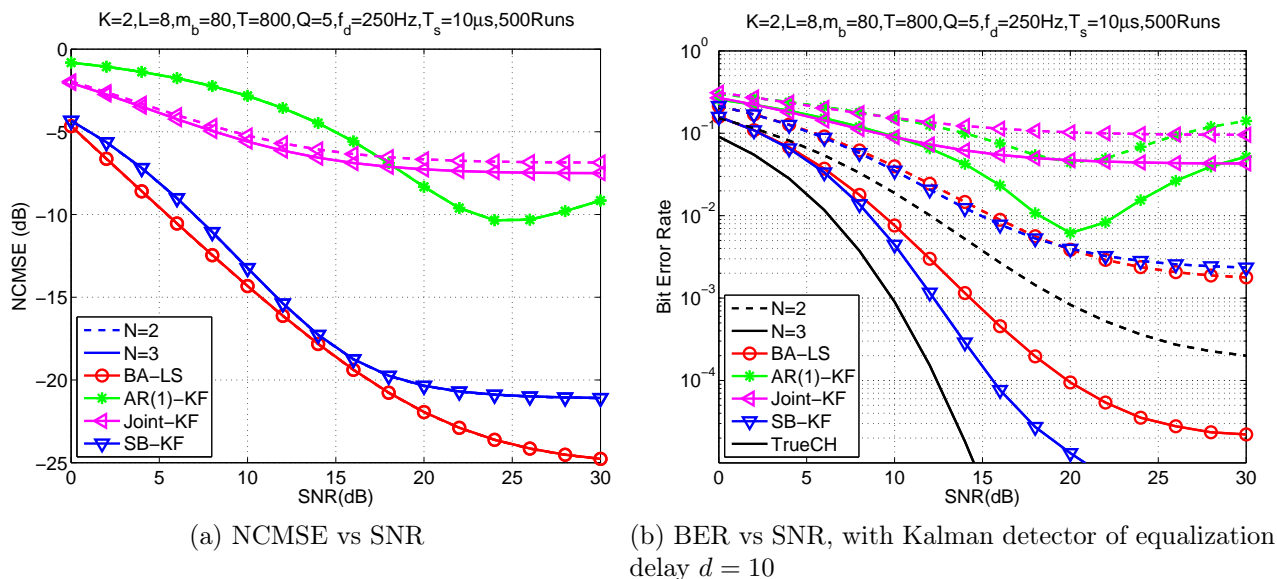 K=2,L=8,m_b=80,T=800,Q=5,f_d=250Hz,T_s=10μs,500Runs
0
−5
−10
−15
−20
−25
NCMSE (dB)
N=2
N=3
BA−LS
AR(1)−KF
Joint−KF
SB−KF
0 5 10 15 20 25 30
SNR(dB)
(a) NCMSE vs SNR
K=2,L=8,m_b=80,T=800,Q=5,f_d=250Hz,T_s=10μs,500Runs
10^0
10^−1
10^−2
10^−3
10^−4
Bit Error Rate
N=2
N=3
BA−LS
AR(1)−KF
Joint−KF
SB−KF
TrueCH
0 5 10 15 20 25 30
SNR(dB)
(b) BER vs SNR, with Kalman detector of equalization
delay d = 10